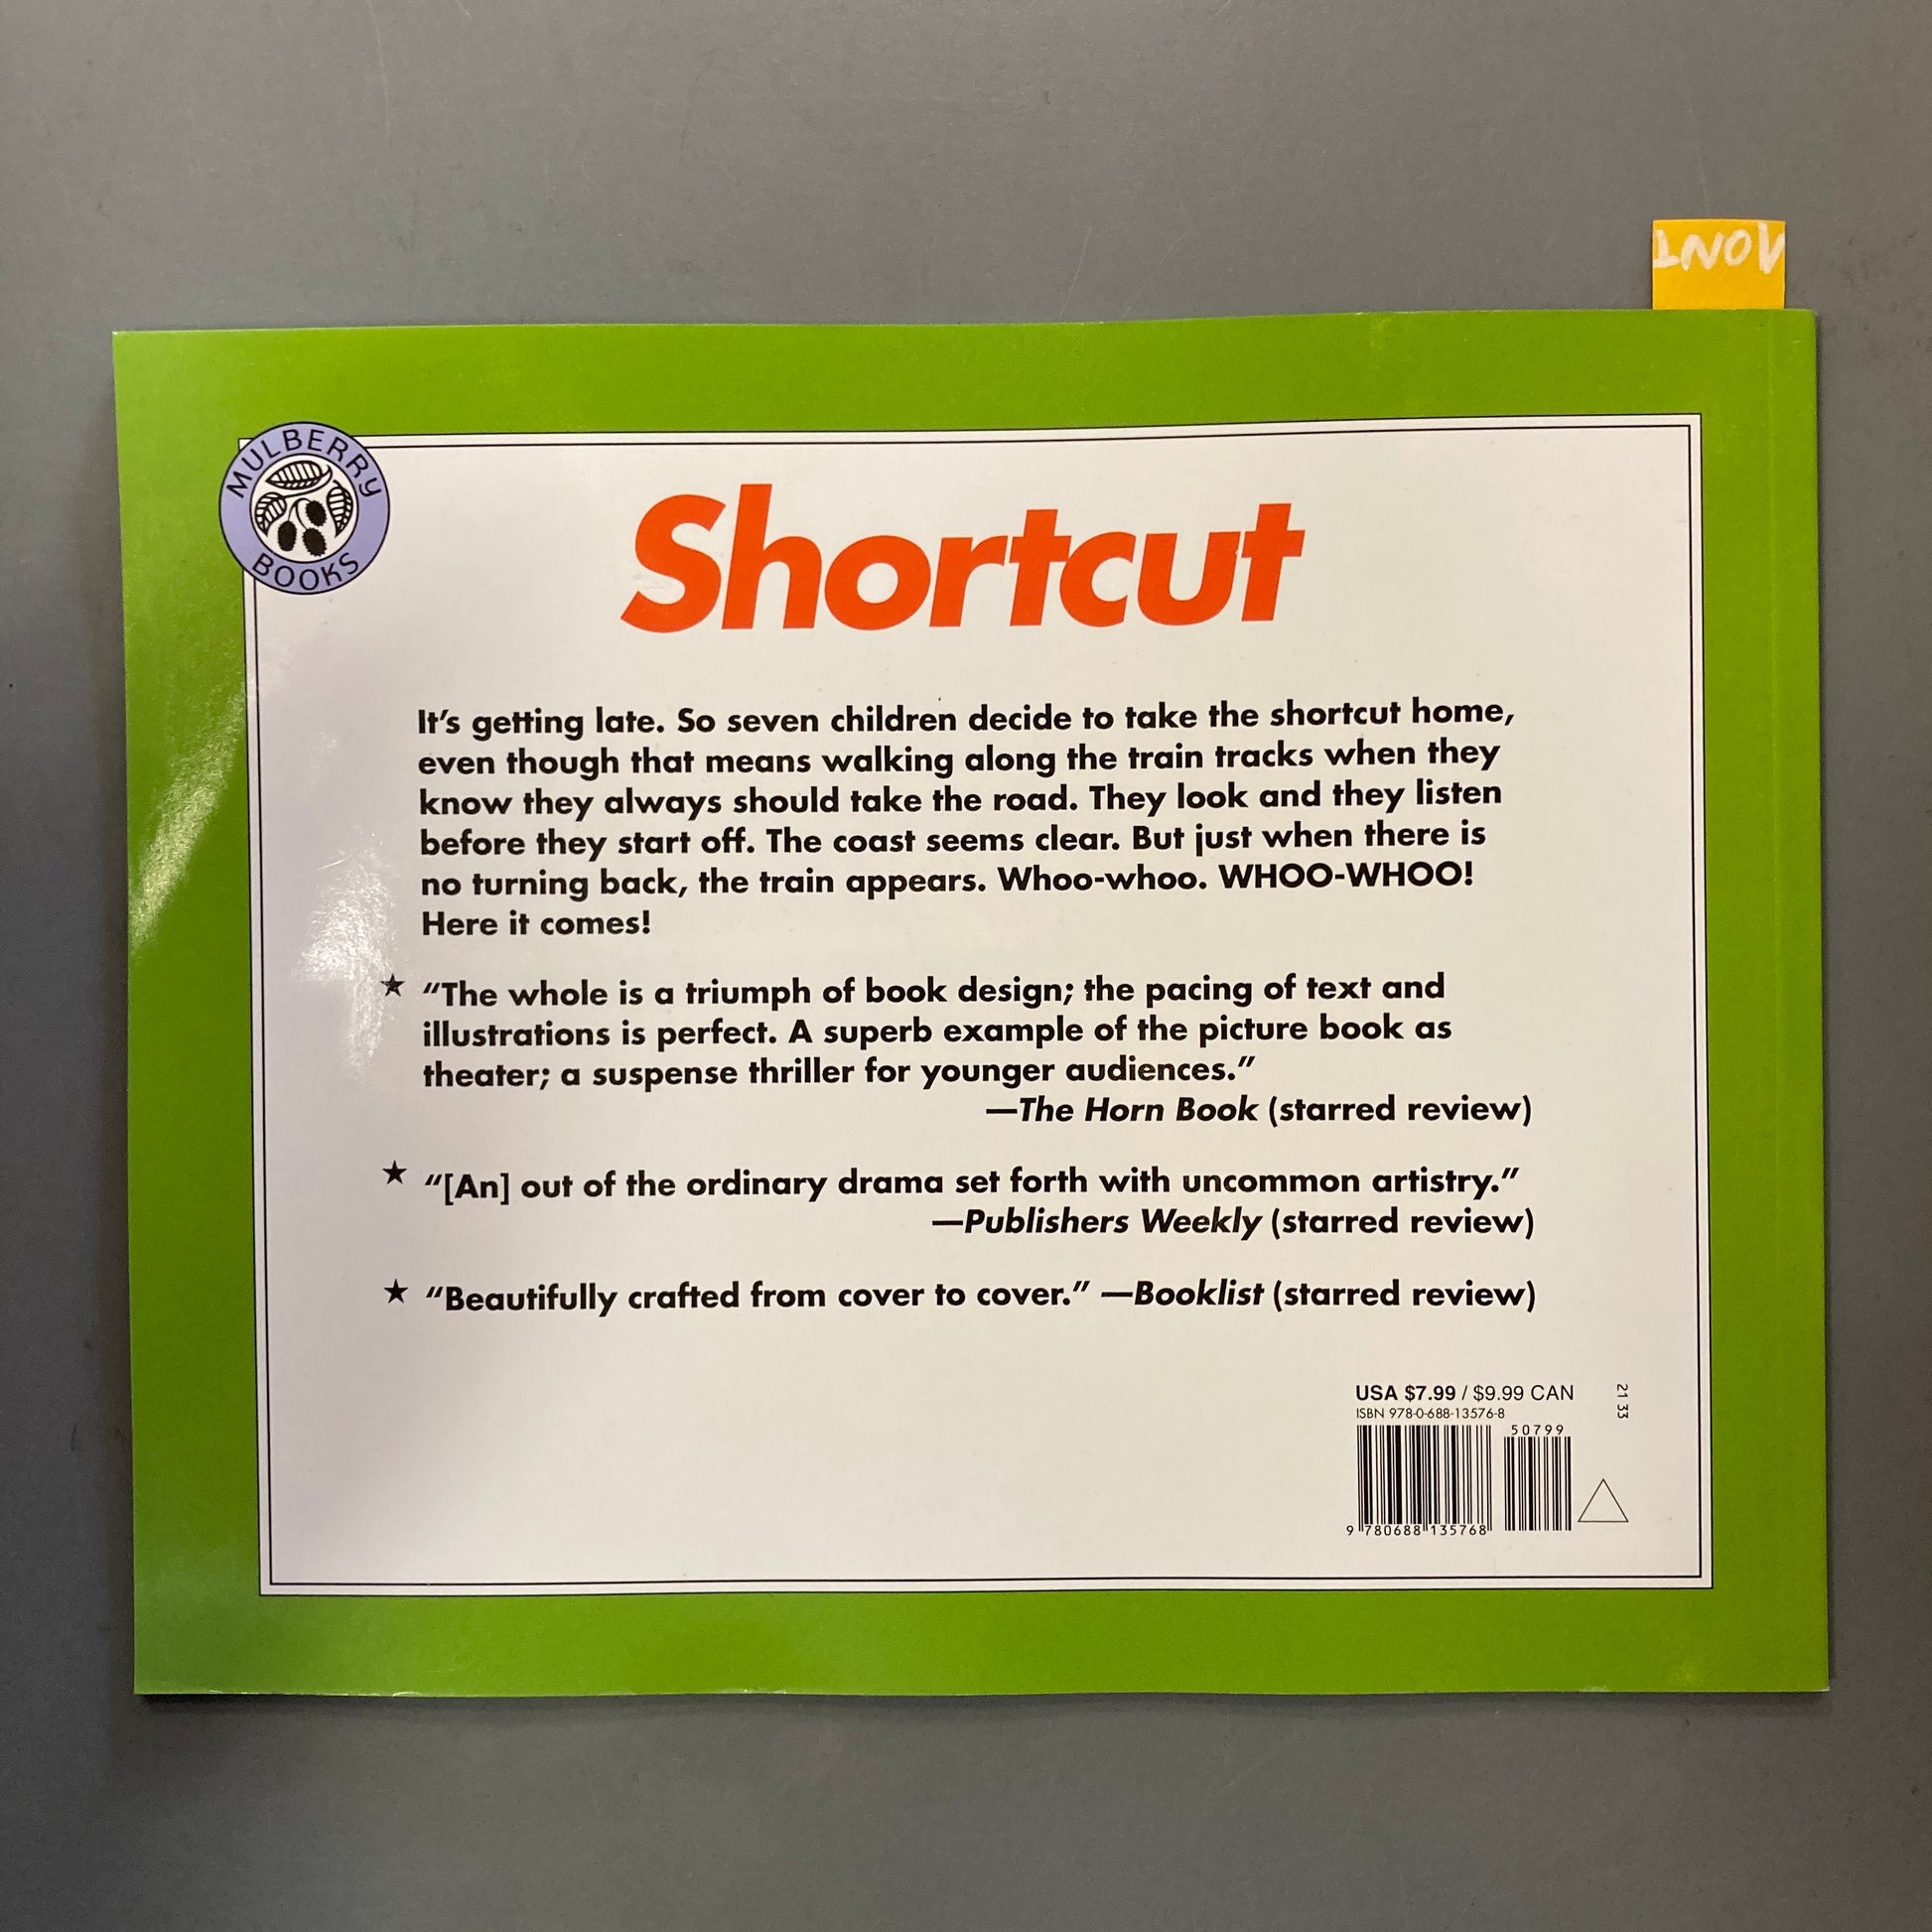 1NOV
MULBERRY
BOOKS
Shortcut
It's getting late. So seven children decide to take the shortcut home,
even though that means walking along the train tracks when they
know they always should take the road. They look and they listen
before they start off. The coast seems clear. But just when there is
no turning back, the train appears. Whoo-whoo. WHOO-WHOO!
Here it comes!
★ “The whole is a triumph of book design; the pacing of text and
illustrations is perfect. A superb example of the picture book as
theater; a suspense thriller for younger audiences.”
—The Horn Book (starred review)
★ “[An] out of the ordinary drama set forth with uncommon artistry.”
—Publishers Weekly (starred review)
★ “Beautifully crafted from cover to cover.” —Booklist (starred review)
USA $7.99 / $9.99 CAN
ISBN 978-0-688-13576-8
50799
9 780688 135768
21 33